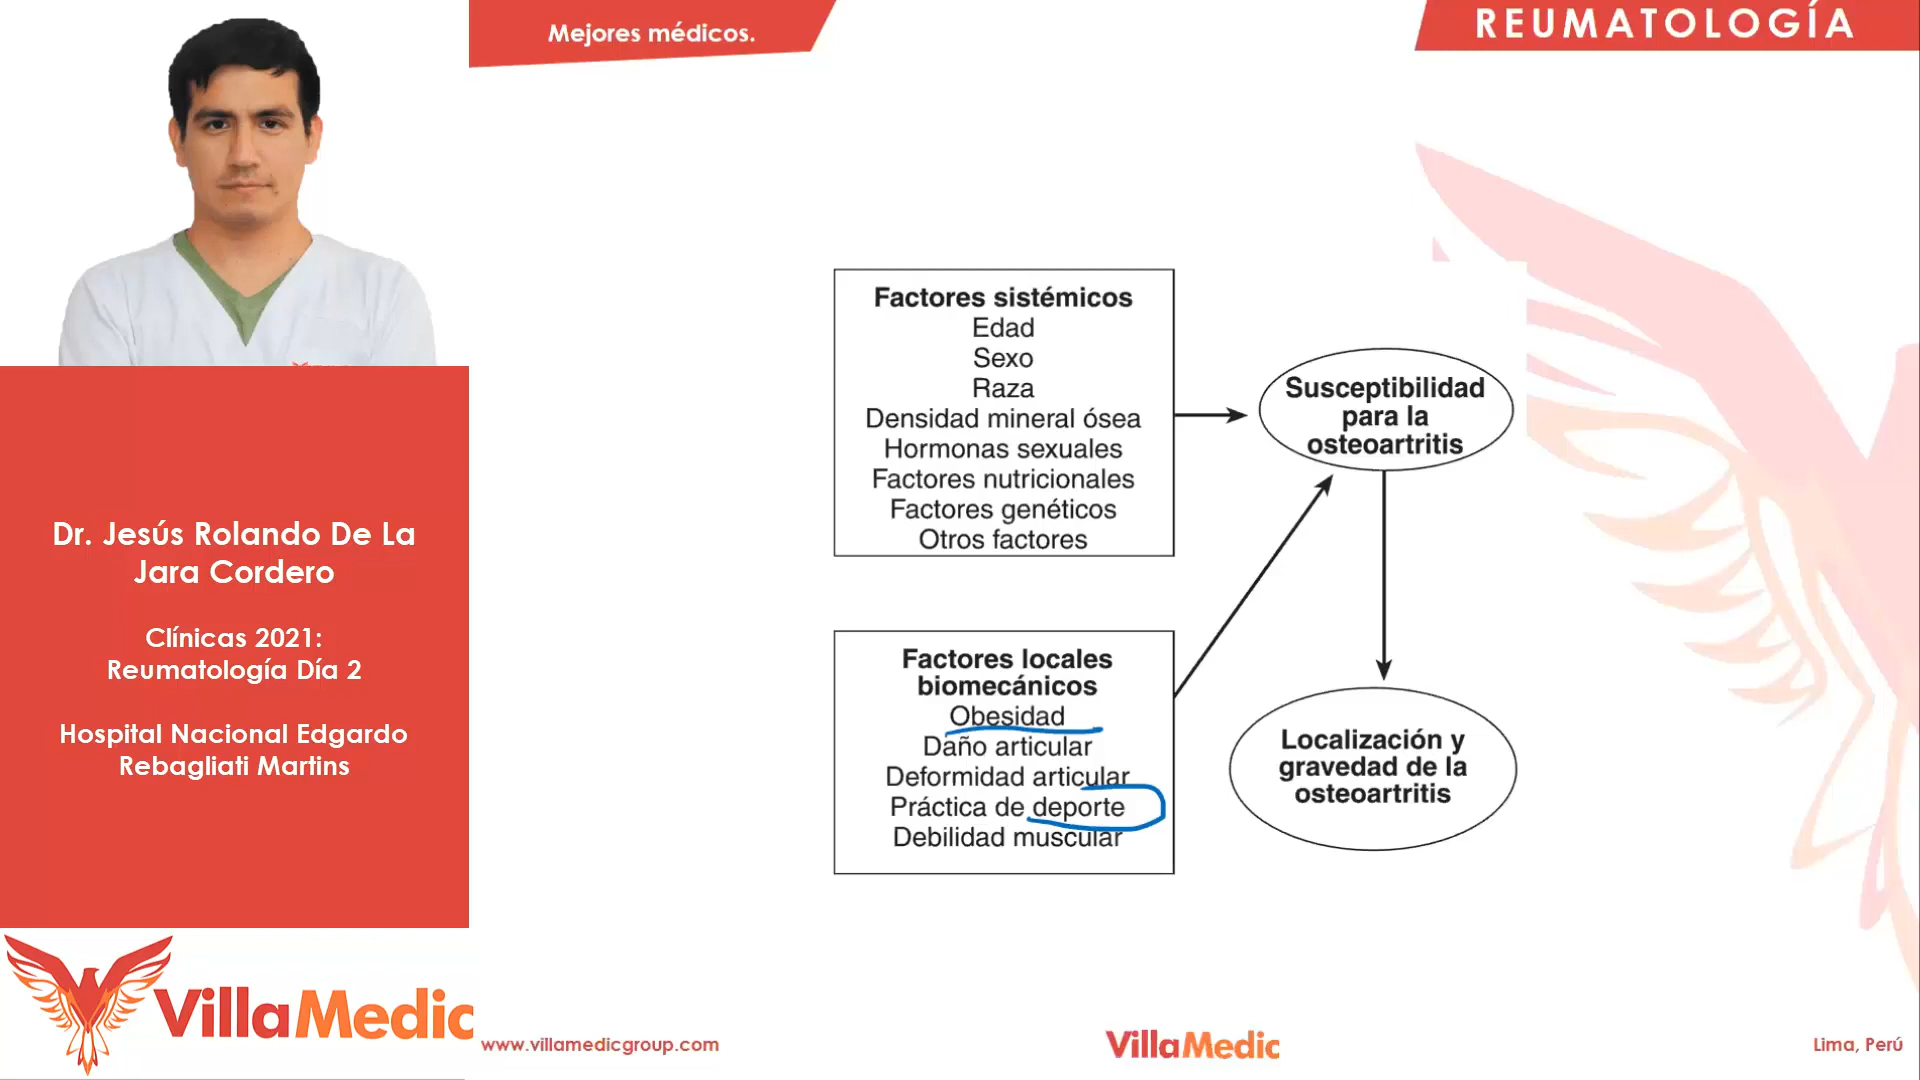 Mejores médicos.
REUMATOLOGÍA
Dr. Jesús Rolando De La
Jara Cordero
Clínicas 2021:
Reumatología Día 2
Hospital Nacional Edgardo
Rebagliati Martins
VillaMedic
Factores sistémicos
Edad
Sexo
Raza
Densidad mineral ósea
Hormonas sexuales
Factores nutricionales
Factores genéticos
Otros factores
Factores locales
biomecánicos
Obesidad
Daño articular
Deformidad articular
Práctica de deporte
Debilidad muscular
Susceptibilidad
para la
osteoartritis
Localización y
gravedad de la
osteoartritis
www.villamedicgroup.com
VillaMedic
Lima, Perú